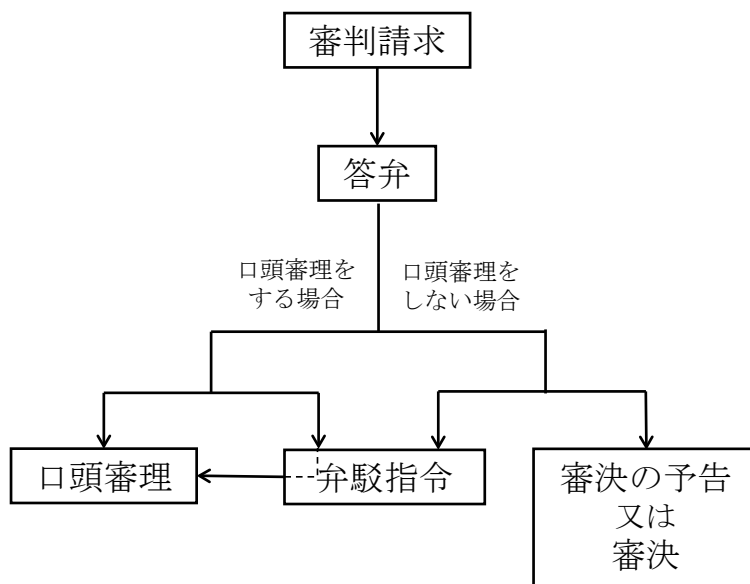 審判請求
答弁
口頭審理を
する場合
口頭審理を
しない場合
口頭審理
弁駁指令
審決の予告
又は
審決